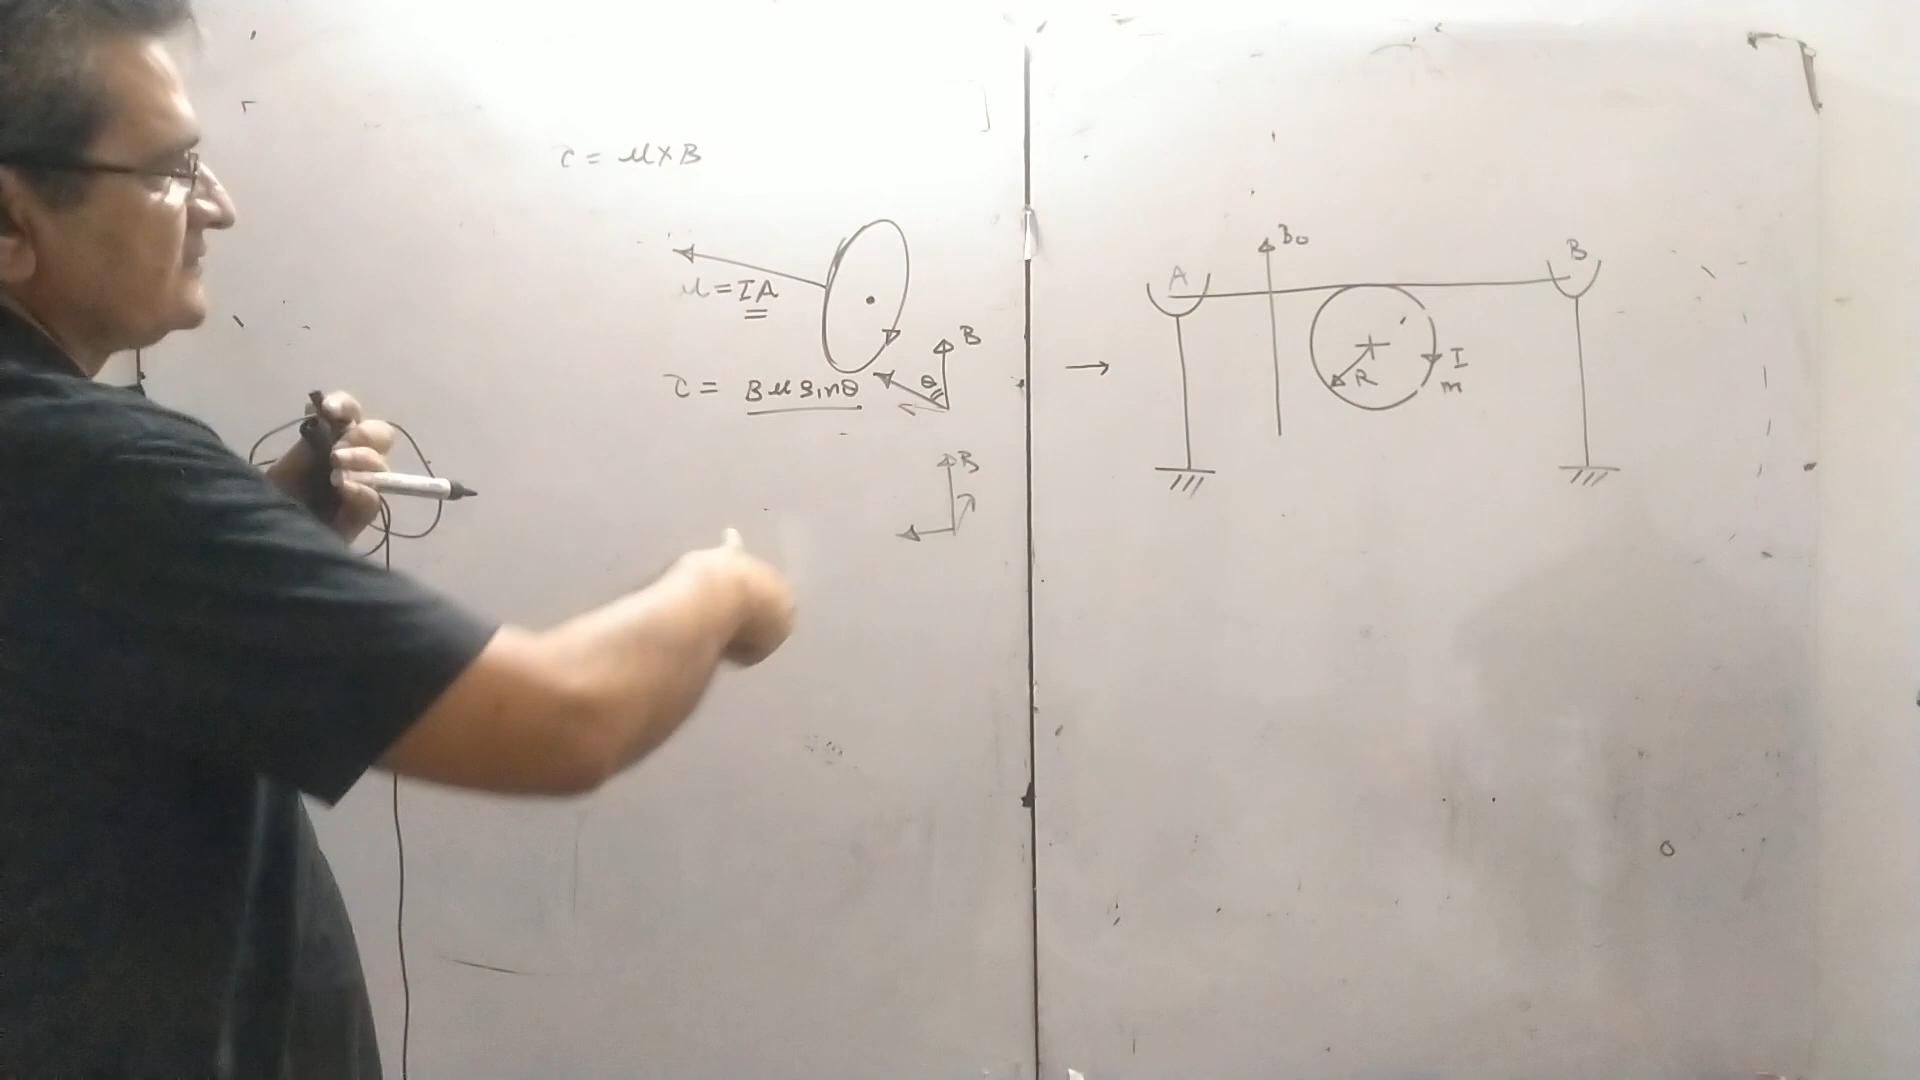 τ = μ×B
μ = IA
B
θ
τ = Bμ sinθ
B
B₀
A
B
R
I
m